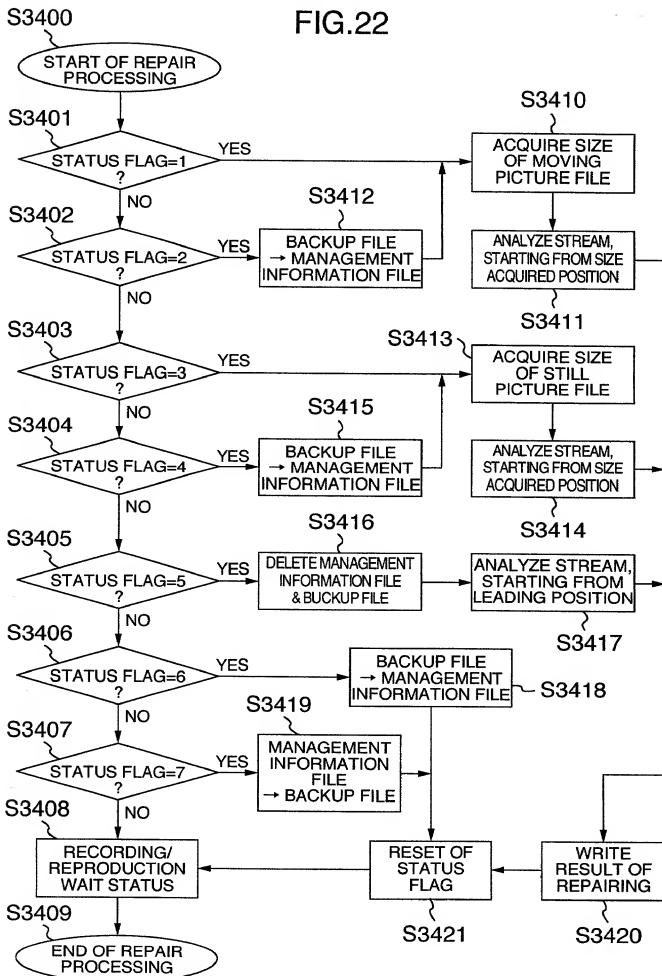 FIG.22
S3400
START OF REPAIR
PROCESSING
S3401
STATUS FLAG=1
?
YES
NO
S3410
ACQUIRE SIZE
OF MOVING
PICTURE FILE
S3402
STATUS FLAG=2
?
YES
NO
S3412
BACKUP FILE
→ MANAGEMENT
INFORMATION FILE
ANALYZE STREAM,
STARTING FROM SIZE
ACQUIRED POSITION
S3411
S3403
STATUS FLAG=3
?
YES
NO
S3413
ACQUIRE SIZE
OF STILL
PICTURE FILE
S3404
STATUS FLAG=4
?
YES
NO
S3415
BACKUP FILE
→ MANAGEMENT
INFORMATION FILE
ANALYZE STREAM,
STARTING FROM SIZE
ACQUIRED POSITION
S3414
S3405
STATUS FLAG=5
?
YES
NO
S3416
DELETE MANAGEMENT
INFORMATION FILE
& BUCKUP FILE
ANALYZE STREAM,
STARTING FROM
LEADING POSITION
S3417
S3406
STATUS FLAG=6
?
YES
NO
BACKUP FILE
→ MANAGEMENT
INFORMATION FILE
S3418
S3407
STATUS FLAG=7
?
YES
NO
S3419
MANAGEMENT
INFORMATION
FILE
→ BACKUP FILE
S3408
RECORDING/
REPRODUCTION
WAIT STATUS
RESET OF
STATUS
FLAG
S3421
WRITE
RESULT OF
REPAIRING
S3420
S3409
END OF REPAIR
PROCESSING